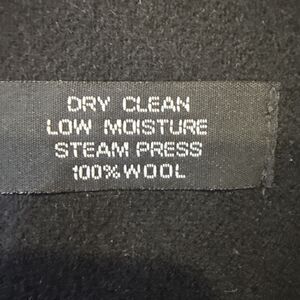 DRY CLEAN
LOW MOISTURE
STEAM PRESS
100% WOOL